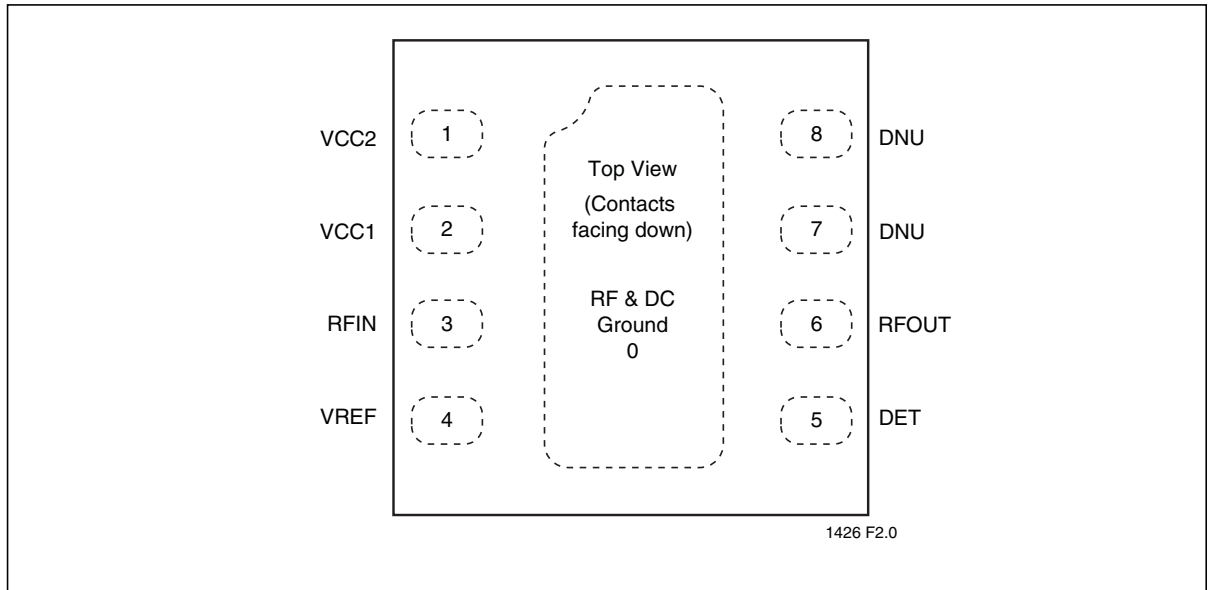 VCC2 1 8 DNU
Top View
(Contacts
facing down)
VCC1 2 7 DNU
RF & DC
Ground
0
RFIN 3 6 RFOUT
VREF 4 5 DET
1426 F2.0